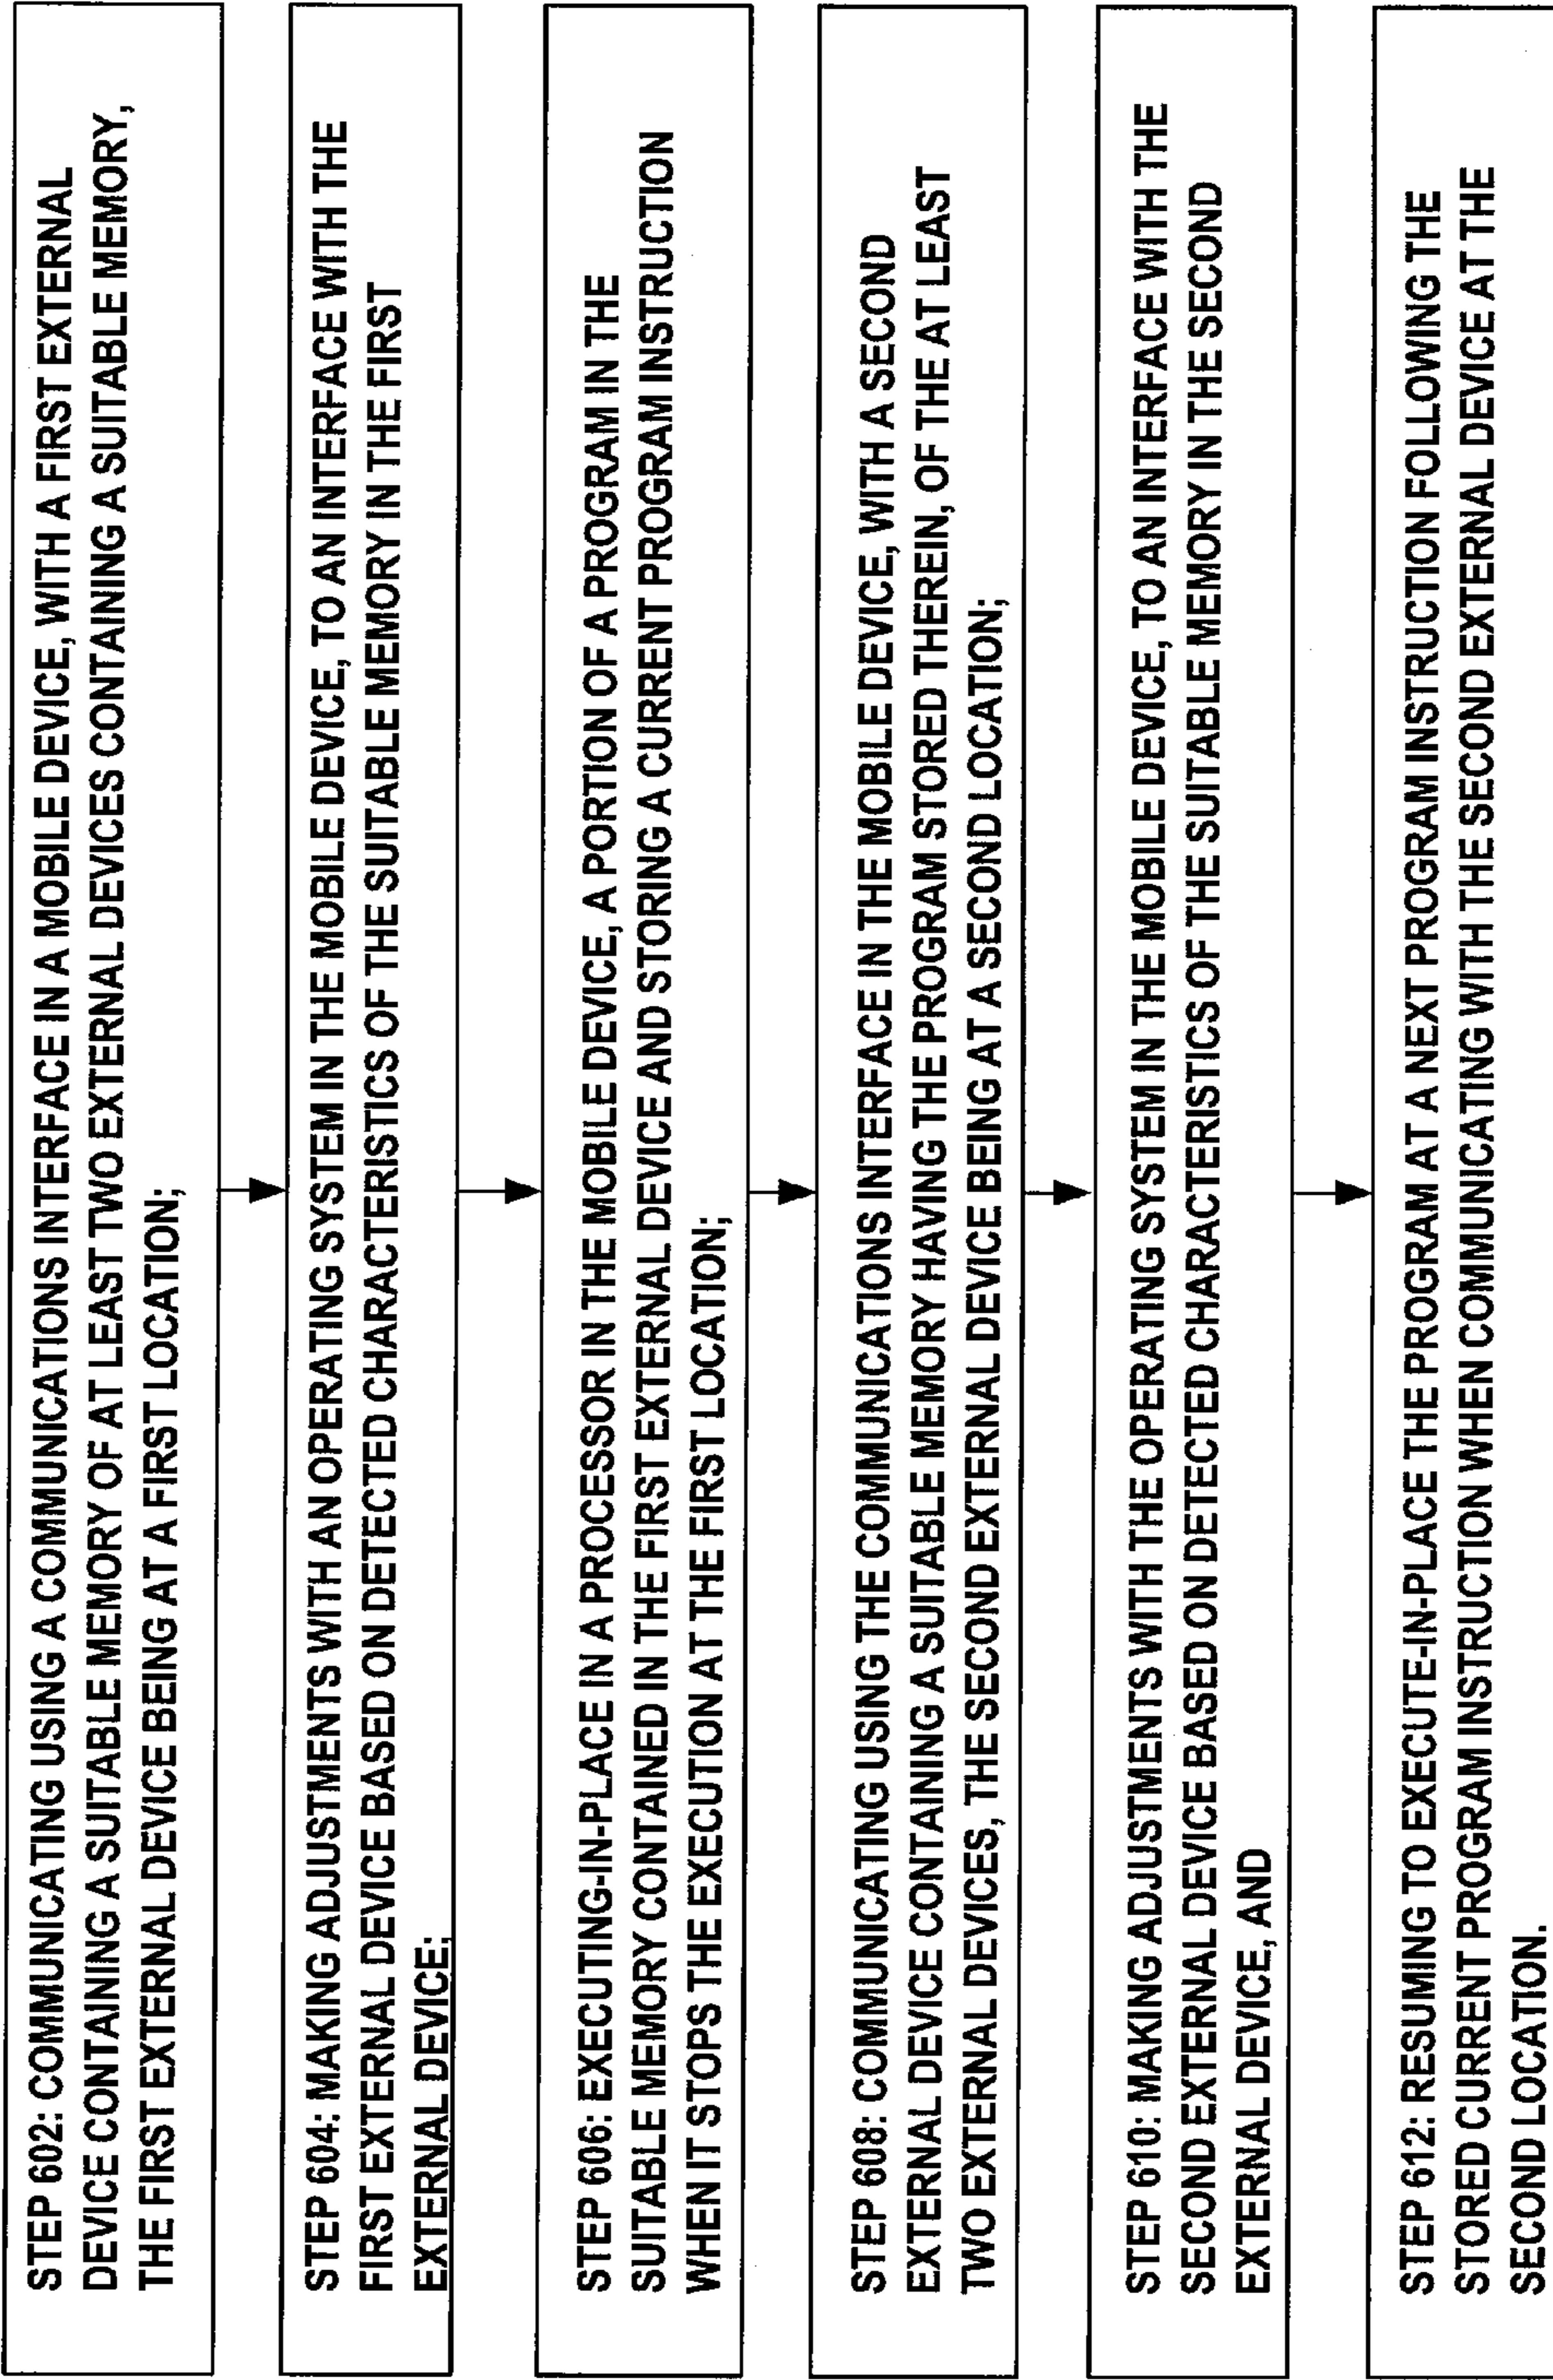 STEP 602: COMMUNICATING USING A COMMUNICATIONS INTERFACE IN A MOBILE DEVICE, WITH A FIRST EXTERNAL
DEVICE CONTAINING A SUITABLE MEMORY OF AT LEAST TWO EXTERNAL DEVICES CONTAINING A SUITABLE MEMORY,
THE FIRST EXTERNAL DEVICE BEING AT A FIRST LOCATION;
STEP 604: MAKING ADJUSTMENTS WITH AN OPERATING SYSTEM IN THE MOBILE DEVICE, TO AN INTERFACE WITH THE
FIRST EXTERNAL DEVICE BASED ON DETECTED CHARACTERISTICS OF THE SUITABLE MEMORY IN THE FIRST
EXTERNAL DEVICE;
STEP 606: EXECUTING-IN-PLACE IN A PROCESSOR IN THE MOBILE DEVICE, A PORTION OF A PROGRAM IN THE
SUITABLE MEMORY CONTAINED IN THE FIRST EXTERNAL DEVICE AND STORING A CURRENT PROGRAM INSTRUCTION
WHEN IT STOPS THE EXECUTION AT THE FIRST LOCATION;
STEP 608: COMMUNICATING USING THE COMMUNICATIONS INTERFACE IN THE MOBILE DEVICE, WITH A SECOND
EXTERNAL DEVICE CONTAINING A SUITABLE MEMORY HAVING THE PROGRAM STORED THEREIN, OF THE AT LEAST
TWO EXTERNAL DEVICES, THE SECOND EXTERNAL DEVICE BEING AT A SECOND LOCATION;
STEP 610: MAKING ADJUSTMENTS WITH THE OPERATING SYSTEM IN THE MOBILE DEVICE, TO AN INTERFACE WITH THE
SECOND EXTERNAL DEVICE BASED ON DETECTED CHARACTERISTICS OF THE SUITABLE MEMORY IN THE SECOND
EXTERNAL DEVICE, AND
STEP 612: RESUMING TO EXECUTE-IN-PLACE THE PROGRAM AT A NEXT PROGRAM INSTRUCTION FOLLOWING THE
STORED CURRENT PROGRAM INSTRUCTION WHEN COMMUNICATING WITH THE SECOND EXTERNAL DEVICE AT THE
SECOND LOCATION.